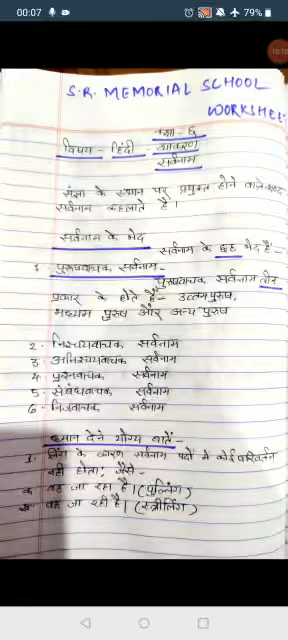 00:07
79%
S.R. MEMORIAL SCHOOL
WORKSHEET
कक्षा - 6
विषय - हिंदी - व्याकरण
सर्वनाम
संज्ञा के स्थान पर प्रयुक्त होने वाले शब्द
सर्वनाम कहलाते है।
सर्वनाम के भेद
सर्वनाम के छह भेद हैं-
1. पुरुषवाचक सर्वनाम-
पुरुषवाचक सर्वनाम तीन
प्रकार के होते हैं- उत्तम पुरुष,
मध्यम पुरुष और अन्य पुरुष
2. निश्चयवाचक सर्वनाम
3. अनिश्चयवाचक सर्वनाम
4. प्रश्नवाचक सर्वनाम
5. संबंधवाचक सर्वनाम
6. निजवाचक सर्वनाम
ध्यान देने योग्य बातें-
1. लिंग के कारण सर्वनाम पदो मे कोई परिवर्तन
नही होता; जैसे-
क वह जा रहा है। (पुल्लिंग)
ख वह जा रही है। (स्त्रीलिंग)